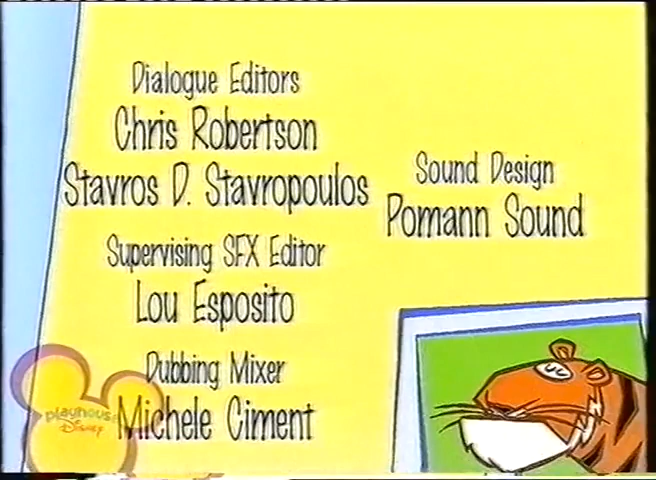 Dialogue Editors
Chris Robertson
Stavros D. Stavropoulos
Supervising SFX Editor
Lou Esposito
Dubbing Mixer
Michele Ciment
Sound Design
Pomann Sound
playhouse
Disney